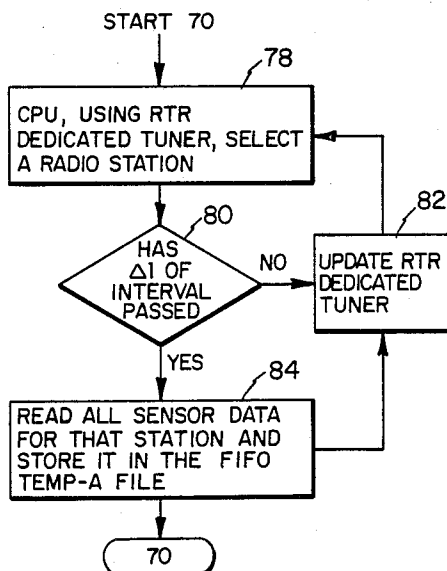 START 70
78
CPU, USING RTR
DEDICATED TUNER, SELECT
A RADIO STATION
80
HAS
Δ1 OF
INTERVAL
PASSED
NO
82
UPDATE RTR
DEDICATED
TUNER
YES
84
READ ALL SENSOR DATA
FOR THAT STATION AND
STORE IT IN THE FIFO
TEMP-A FILE
70